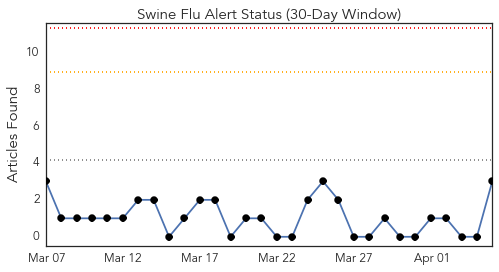 Swine Flu Alert Status (30-Day Window)
Articles Found
10
8
6
4
2
0
Mar 07
Mar 12
Mar 17
Mar 22
Mar 27
Apr 01